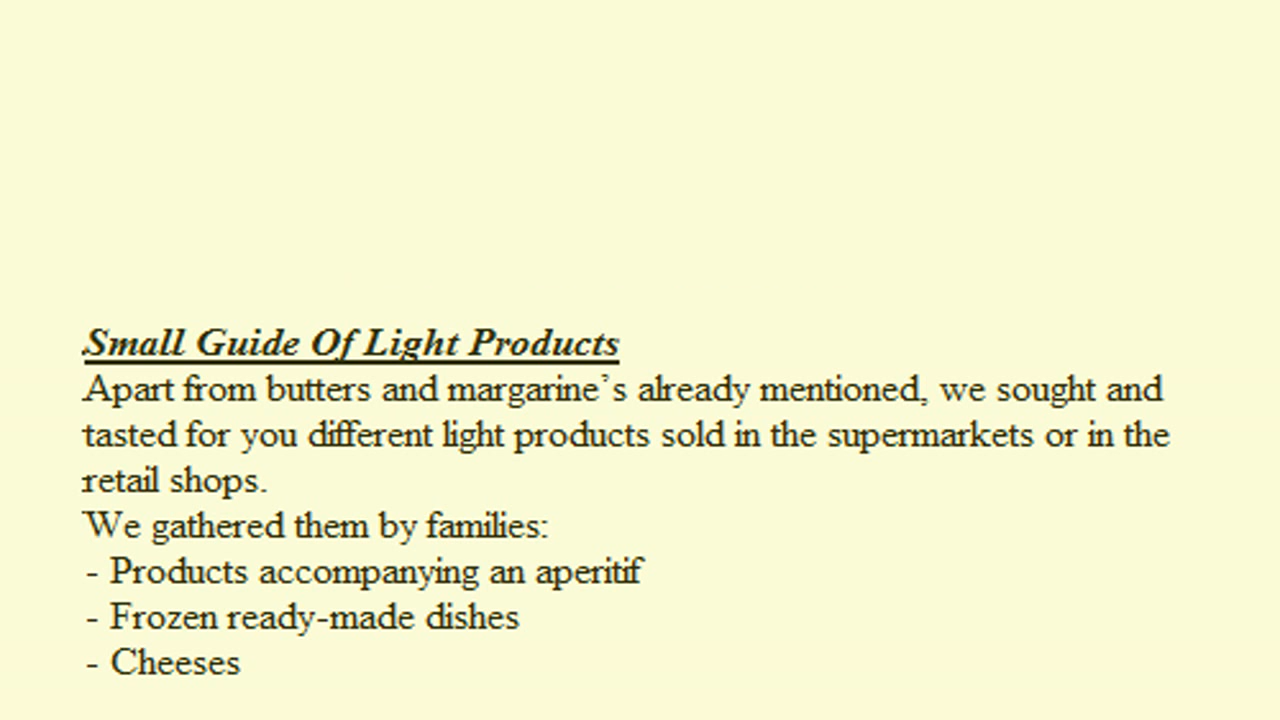 Small Guide Of Light Products
Apart from butters and margarine’s already mentioned, we sought and
tasted for you different light products sold in the supermarkets or in the
retail shops.
We gathered them by families:
- Products accompanying an aperitif
- Frozen ready-made dishes
- Cheeses